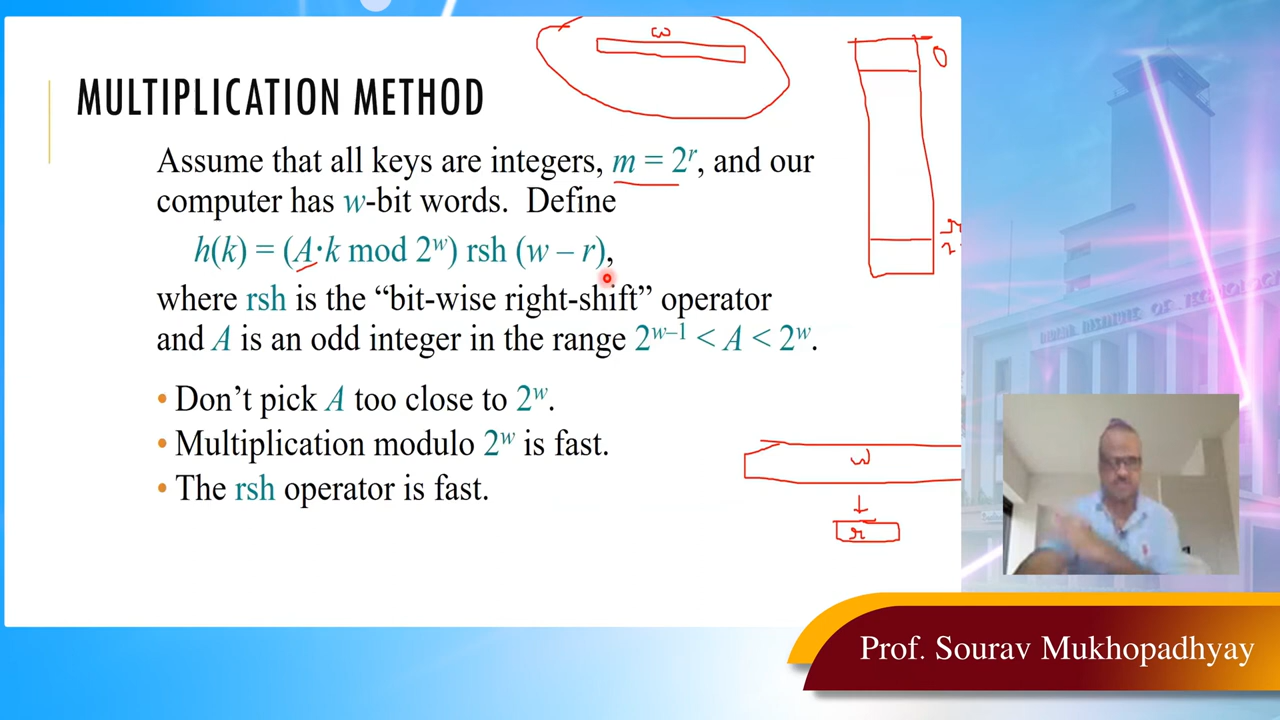 w
MULTIPLICATION METHOD
0
Assume that all keys are integers, m = 2^r, and our
computer has w-bit words. Define
h(k) = (A·k mod 2^w) rsh (w – r),
where rsh is the “bit-wise right-shift” operator
and A is an odd integer in the range 2^w–1 < A < 2^w.
• Don’t pick A too close to 2^w.
• Multiplication modulo 2^w is fast.
• The rsh operator is fast.
w
r
Prof. Sourav Mukhopadhyay